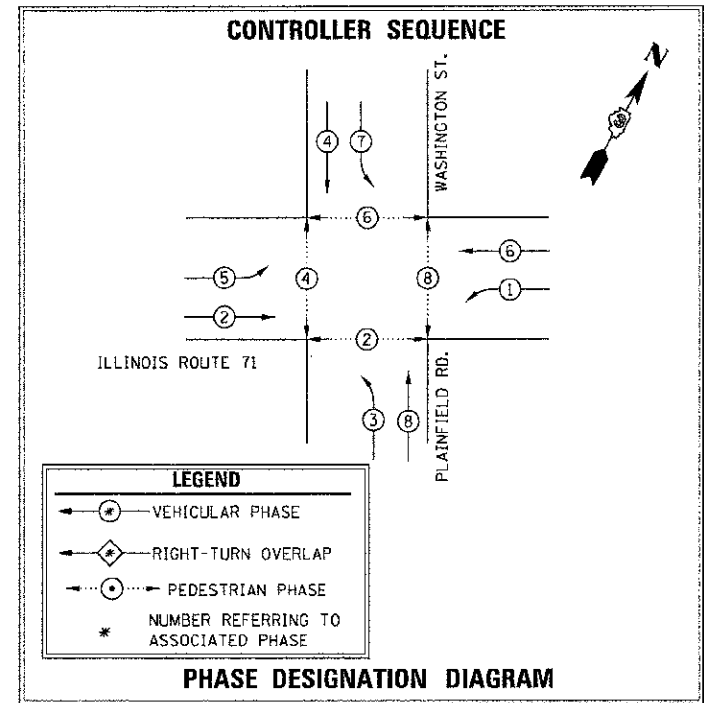 CONTROLLER SEQUENCE
N
WASHINGTON ST.
4
7
6
6
5
4
8
1
2
2
ILLINOIS ROUTE 71
3
8
PLAINFIELD RD.
LEGEND
* VEHICULAR PHASE
* RIGHT-TURN OVERLAP
PEDESTRIAN PHASE
* NUMBER REFERRING TO
ASSOCIATED PHASE
PHASE DESIGNATION DIAGRAM